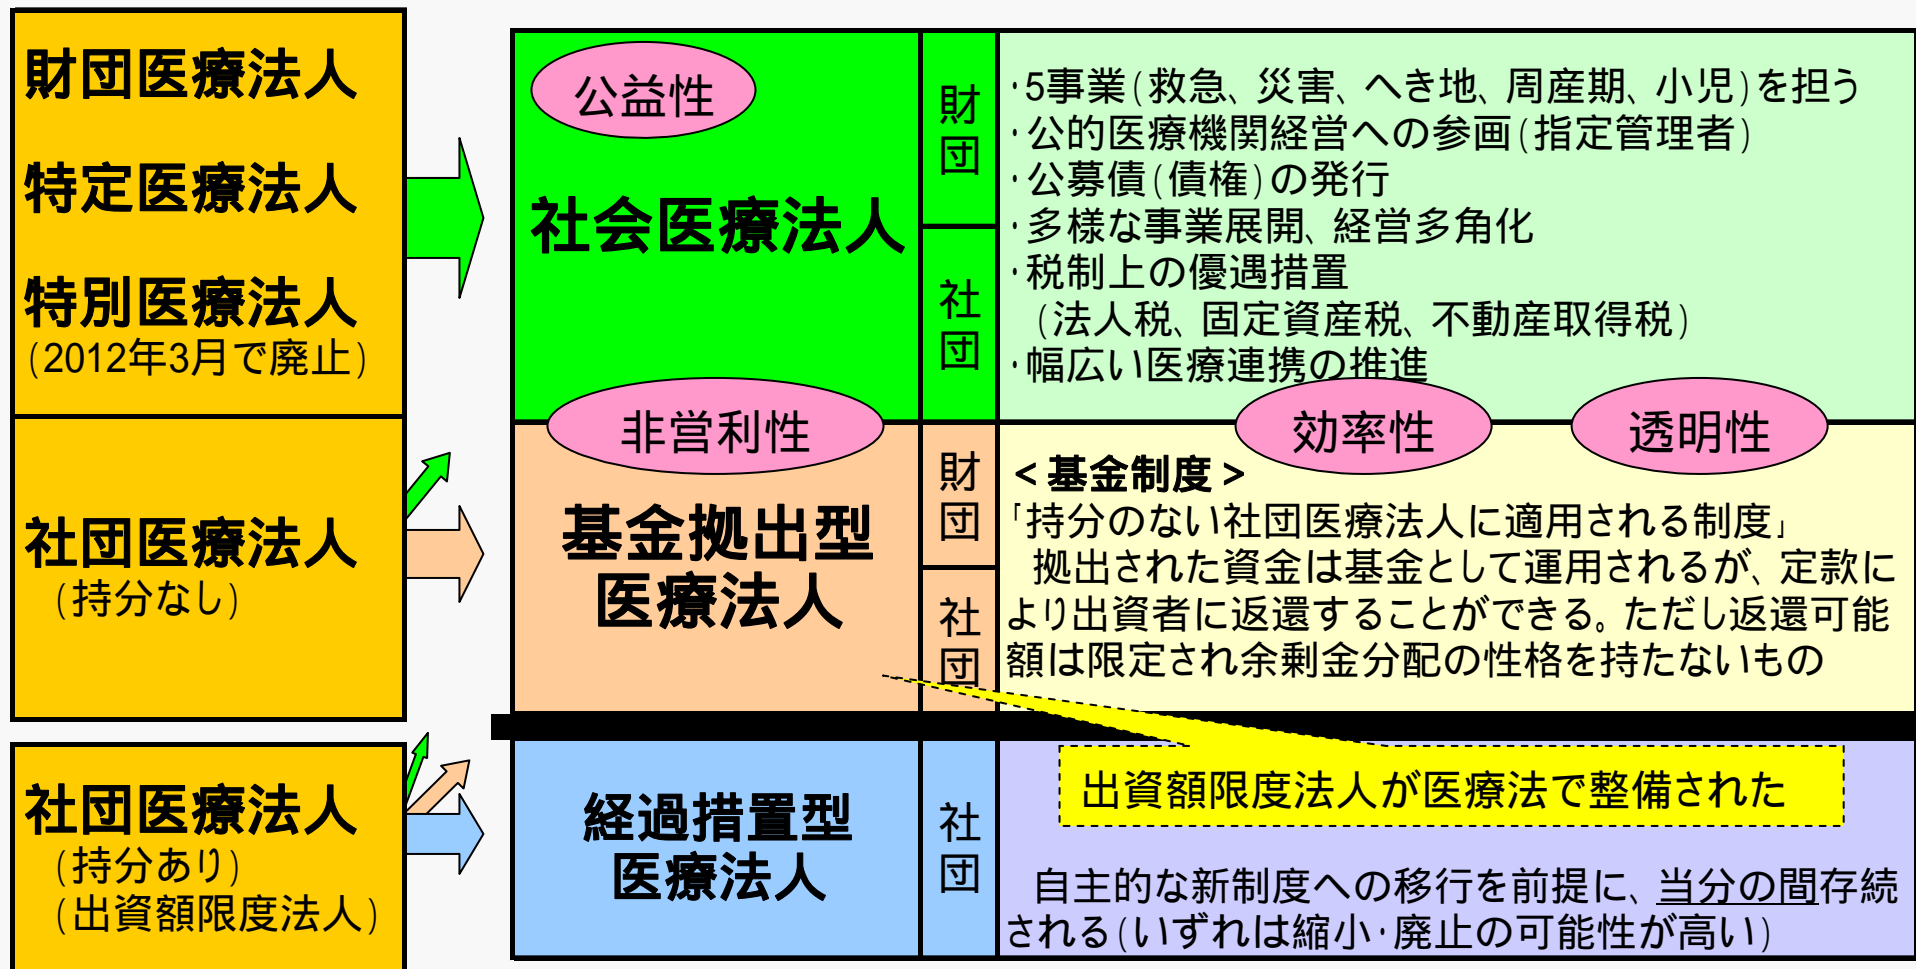 財団医療法人
特定医療法人
特別医療法人
(2012年3月で廃止)
社団医療法人
(持分なし)
社団医療法人
(持分あり)
(出資額限度法人)
公益性
社会医療法人
財団
社団
・5事業(救急、災害、へき地、周産期、小児)を担う
・公的医療機関経営への参画(指定管理者)
・公募債(債権)の発行
・多様な事業展開、経営多角化
・税制上の優遇措置
(法人税、固定資産税、不動産取得税)
・幅広い医療連携の推進
非営利性
効率性
透明性
基金拠出型
医療法人
財団
社団
<基金制度>
「持分のない社団医療法人に適用される制度」
拠出された資金は基金として運用されるが、定款に
より出資者に返還することができる。ただし返還可能
額は限定され余剰金分配の性格を持たないもの
経過措置型
医療法人
社団
出資額限度法人が医療法で整備された
自主的な新制度への移行を前提に、当分の間存続
される(いずれは縮小・廃止の可能性が高い)